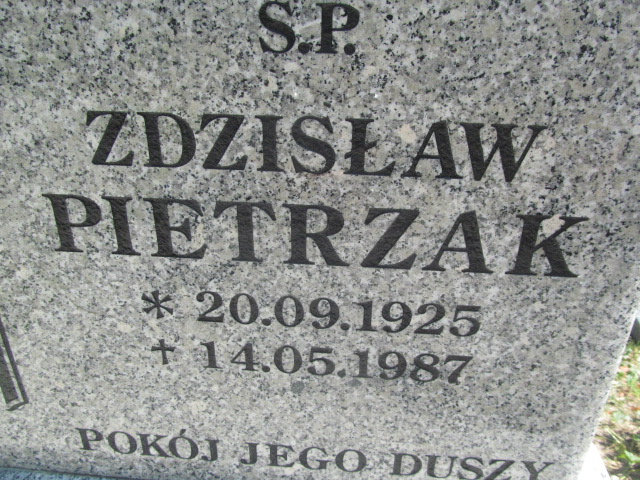 Ś.P.
ZDZISŁAW
PIETRZAK
* 20.09.1925
† 14.05.1987
POKÓJ JEGO DUSZY